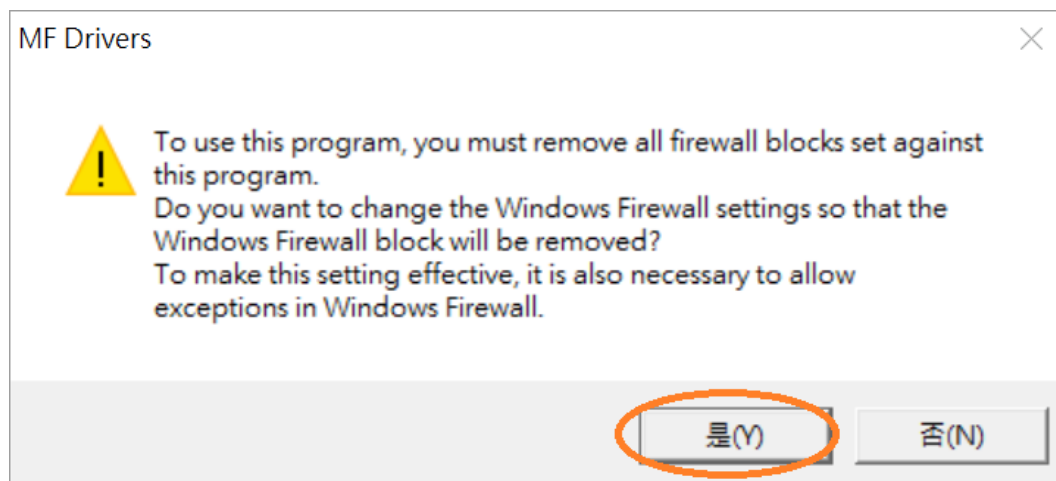 MF Drivers
To use this program, you must remove all firewall blocks set against
this program.
Do you want to change the Windows Firewall settings so that the
Windows Firewall block will be removed?
To make this setting effective, it is also necessary to allow
exceptions in Windows Firewall.
是(Y)
否(N)